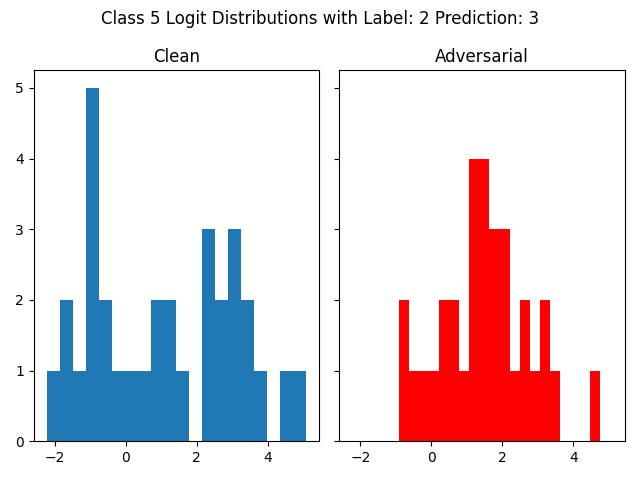 Class 5 Logit Distributions with Label: 2 Prediction: 3
Clean
Adversarial
5
4
3
2
1
0
−2 0 2 4
−2 0 2 4